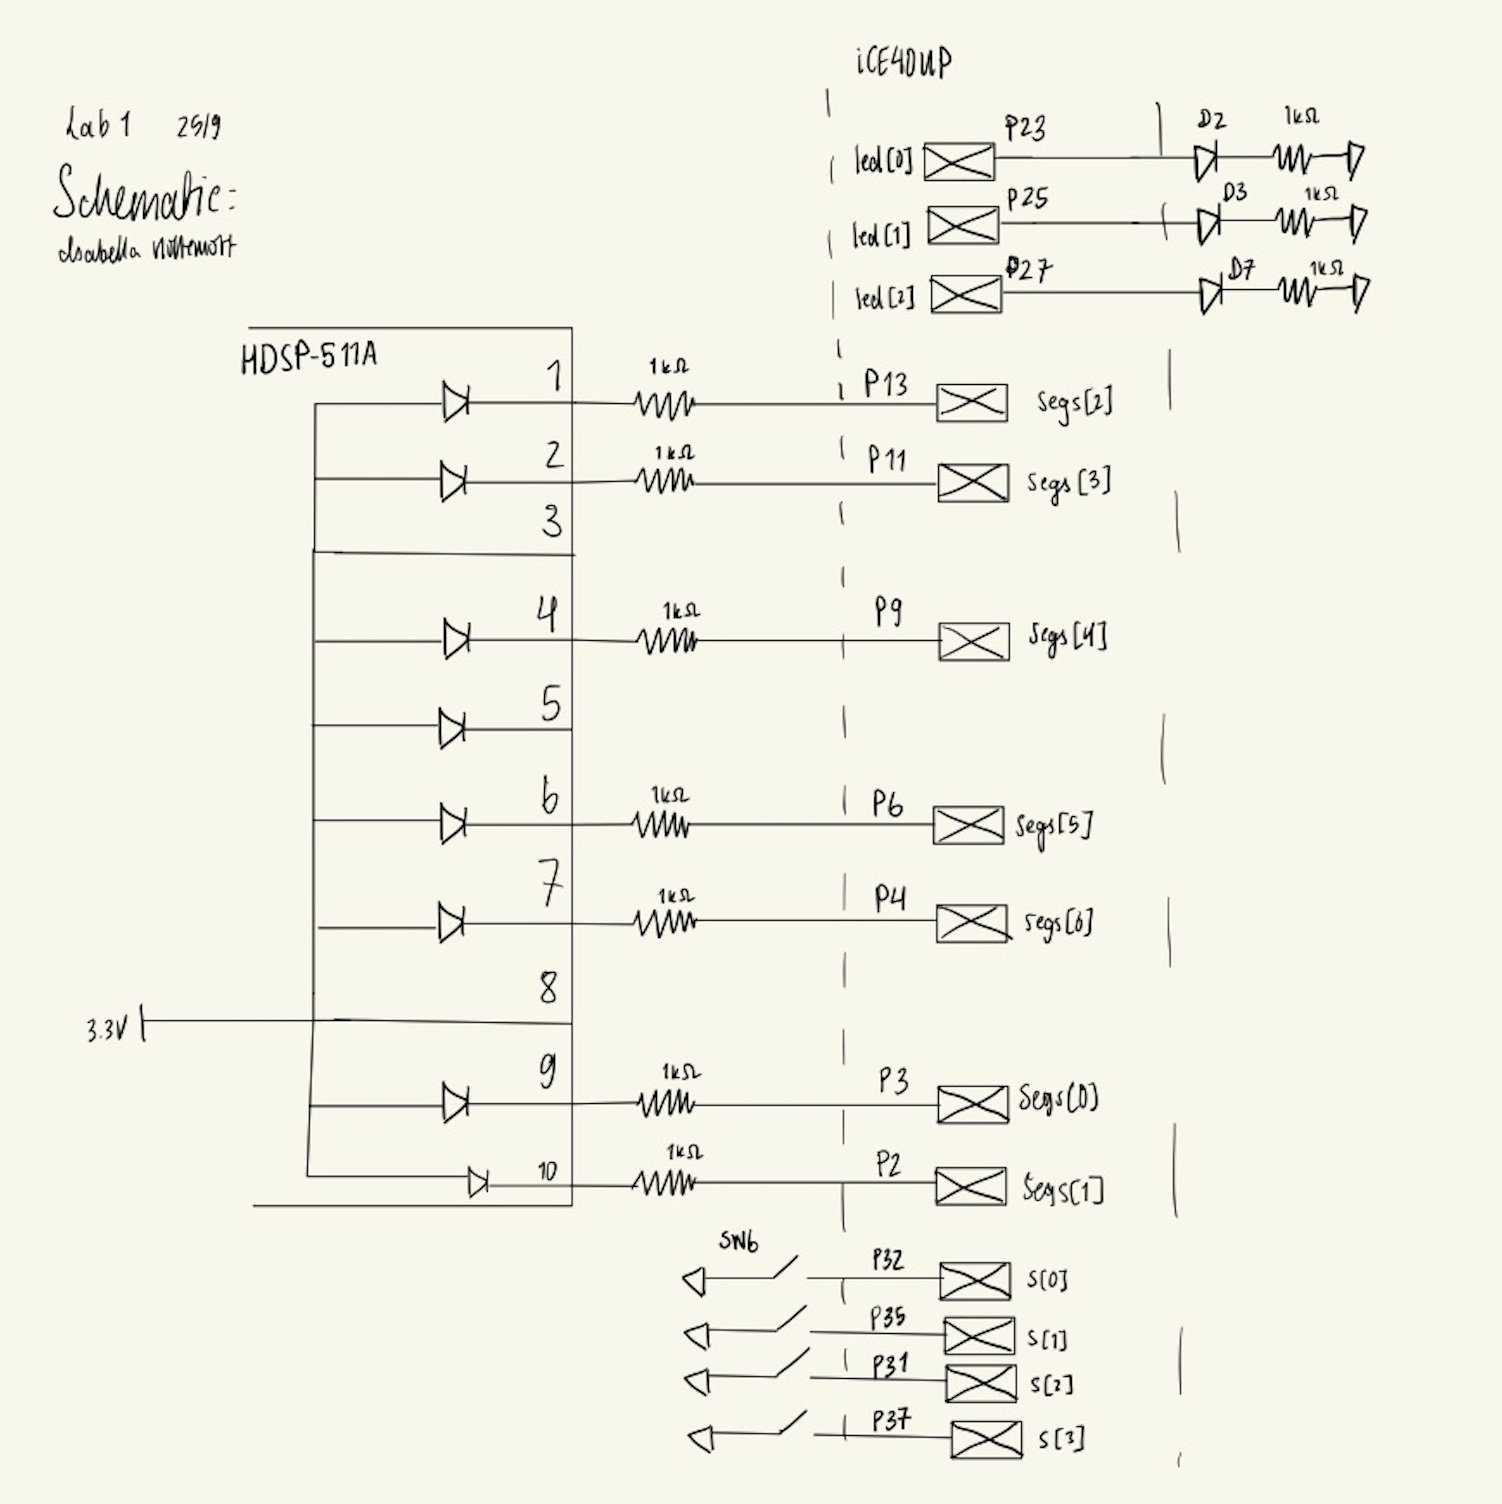 iCE40UP
Lab 1 25/9
Schematic:
Isabella
led[0] P23 D2 1kΩ
led[1] P25 D3 1kΩ
led[2] P27 D7 1kΩ
HDSP-511A
1 1kΩ P13 Segs[2]
2 1kΩ P11 Segs[3]
3
4 1kΩ P9 Segs[4]
5
6 1kΩ P6 Segs[5]
7 1kΩ P4 segs[6]
8
3.3V
9 1kΩ P3 Segs[0]
10 1kΩ P2 Segs[1]
SW6
P32 S[0]
P35 S[1]
P31 S[2]
P37 S[3]